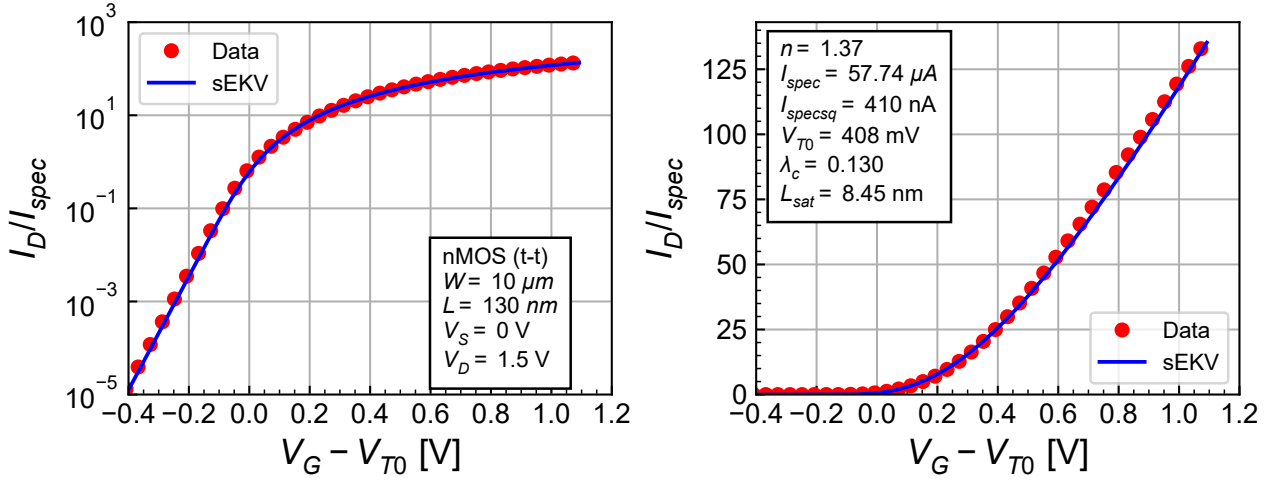 10^3
10^1
10^−1
10^−3
10^−5
I_D/I_spec
Data
sEKV
nMOS (t-t)
W = 10 µm
L = 130 nm
V_S = 0 V
V_D = 1.5 V
−0.4 −0.2 0.0 0.2 0.4 0.6 0.8 1.0 1.2
V_G − V_T0 [V]
125
100
75
50
25
0
I_D/I_spec
n = 1.37
I_spec = 57.74 µA
I_specsq = 410 nA
V_T0 = 408 mV
λ_c = 0.130
L_sat = 8.45 nm
Data
sEKV
−0.4 −0.2 0.0 0.2 0.4 0.6 0.8 1.0 1.2
V_G − V_T0 [V]